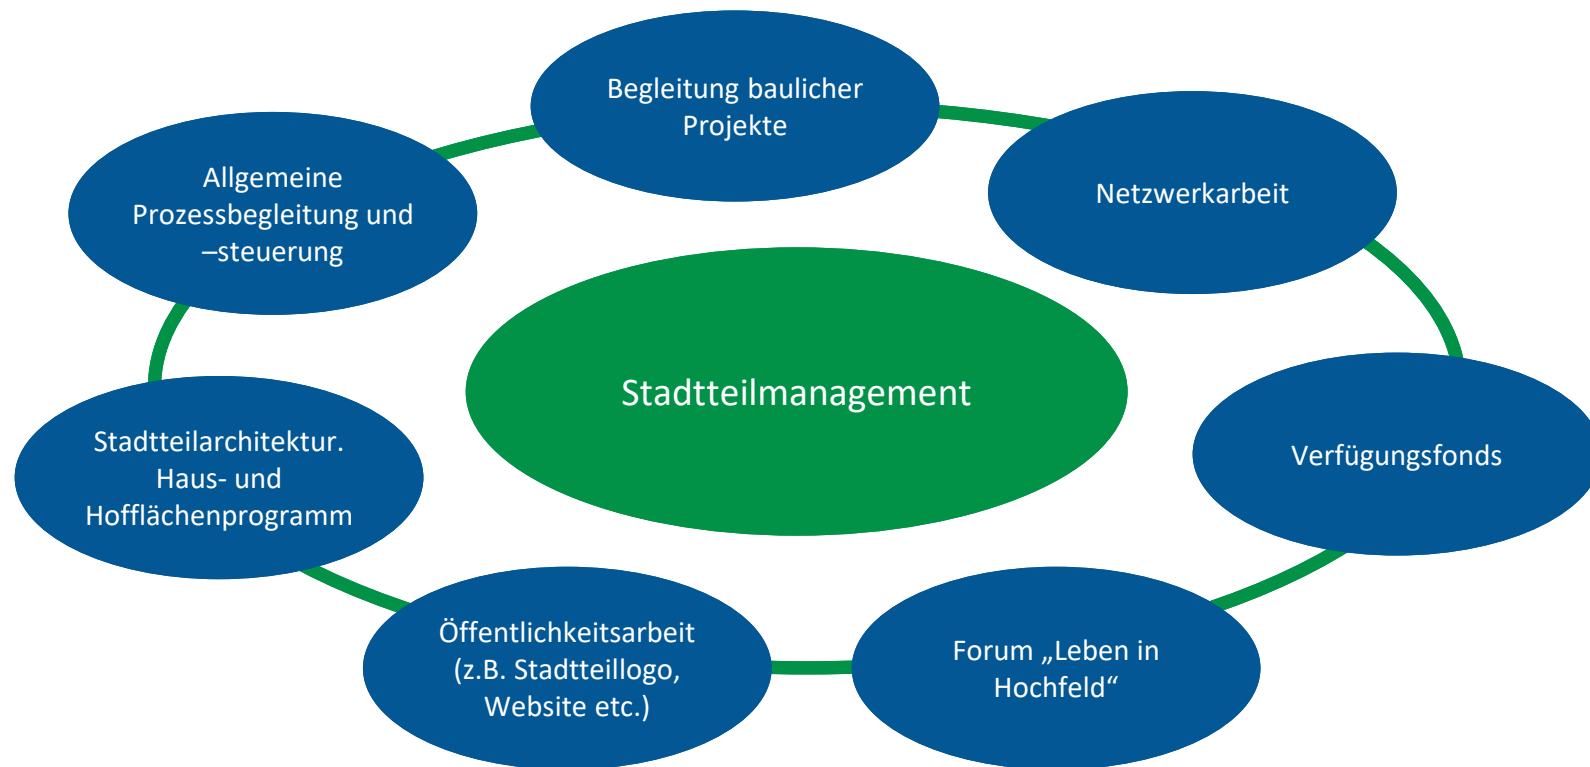 Begleitung baulicher
Projekte
Allgemeine
Prozessbegleitung und
–steuerung
Netzwerkarbeit
Stadtteilmanagement
Stadtteilarchitektur.
Haus- und
Hofflächenprogramm
Verfügungsfonds
Öffentlichkeitsarbeit
(z.B. Stadtteillogo,
Website etc.)
Forum „Leben in
Hochfeld“